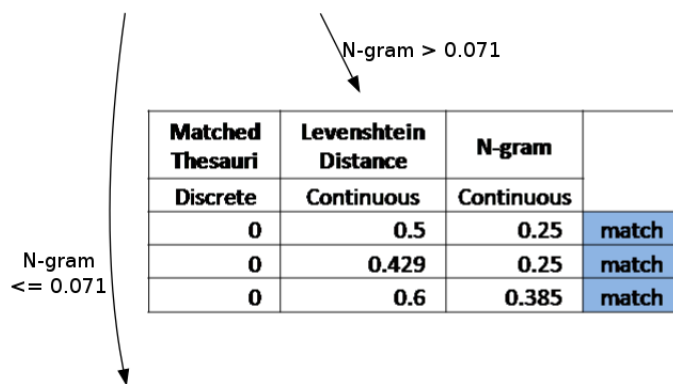 N-gram > 0.071
Matched Thesauri Levenshtein Distance N-gram
Discrete Continuous Continuous
0 0.5 0.25 match
0 0.429 0.25 match
0 0.6 0.385 match
N-gram
<= 0.071